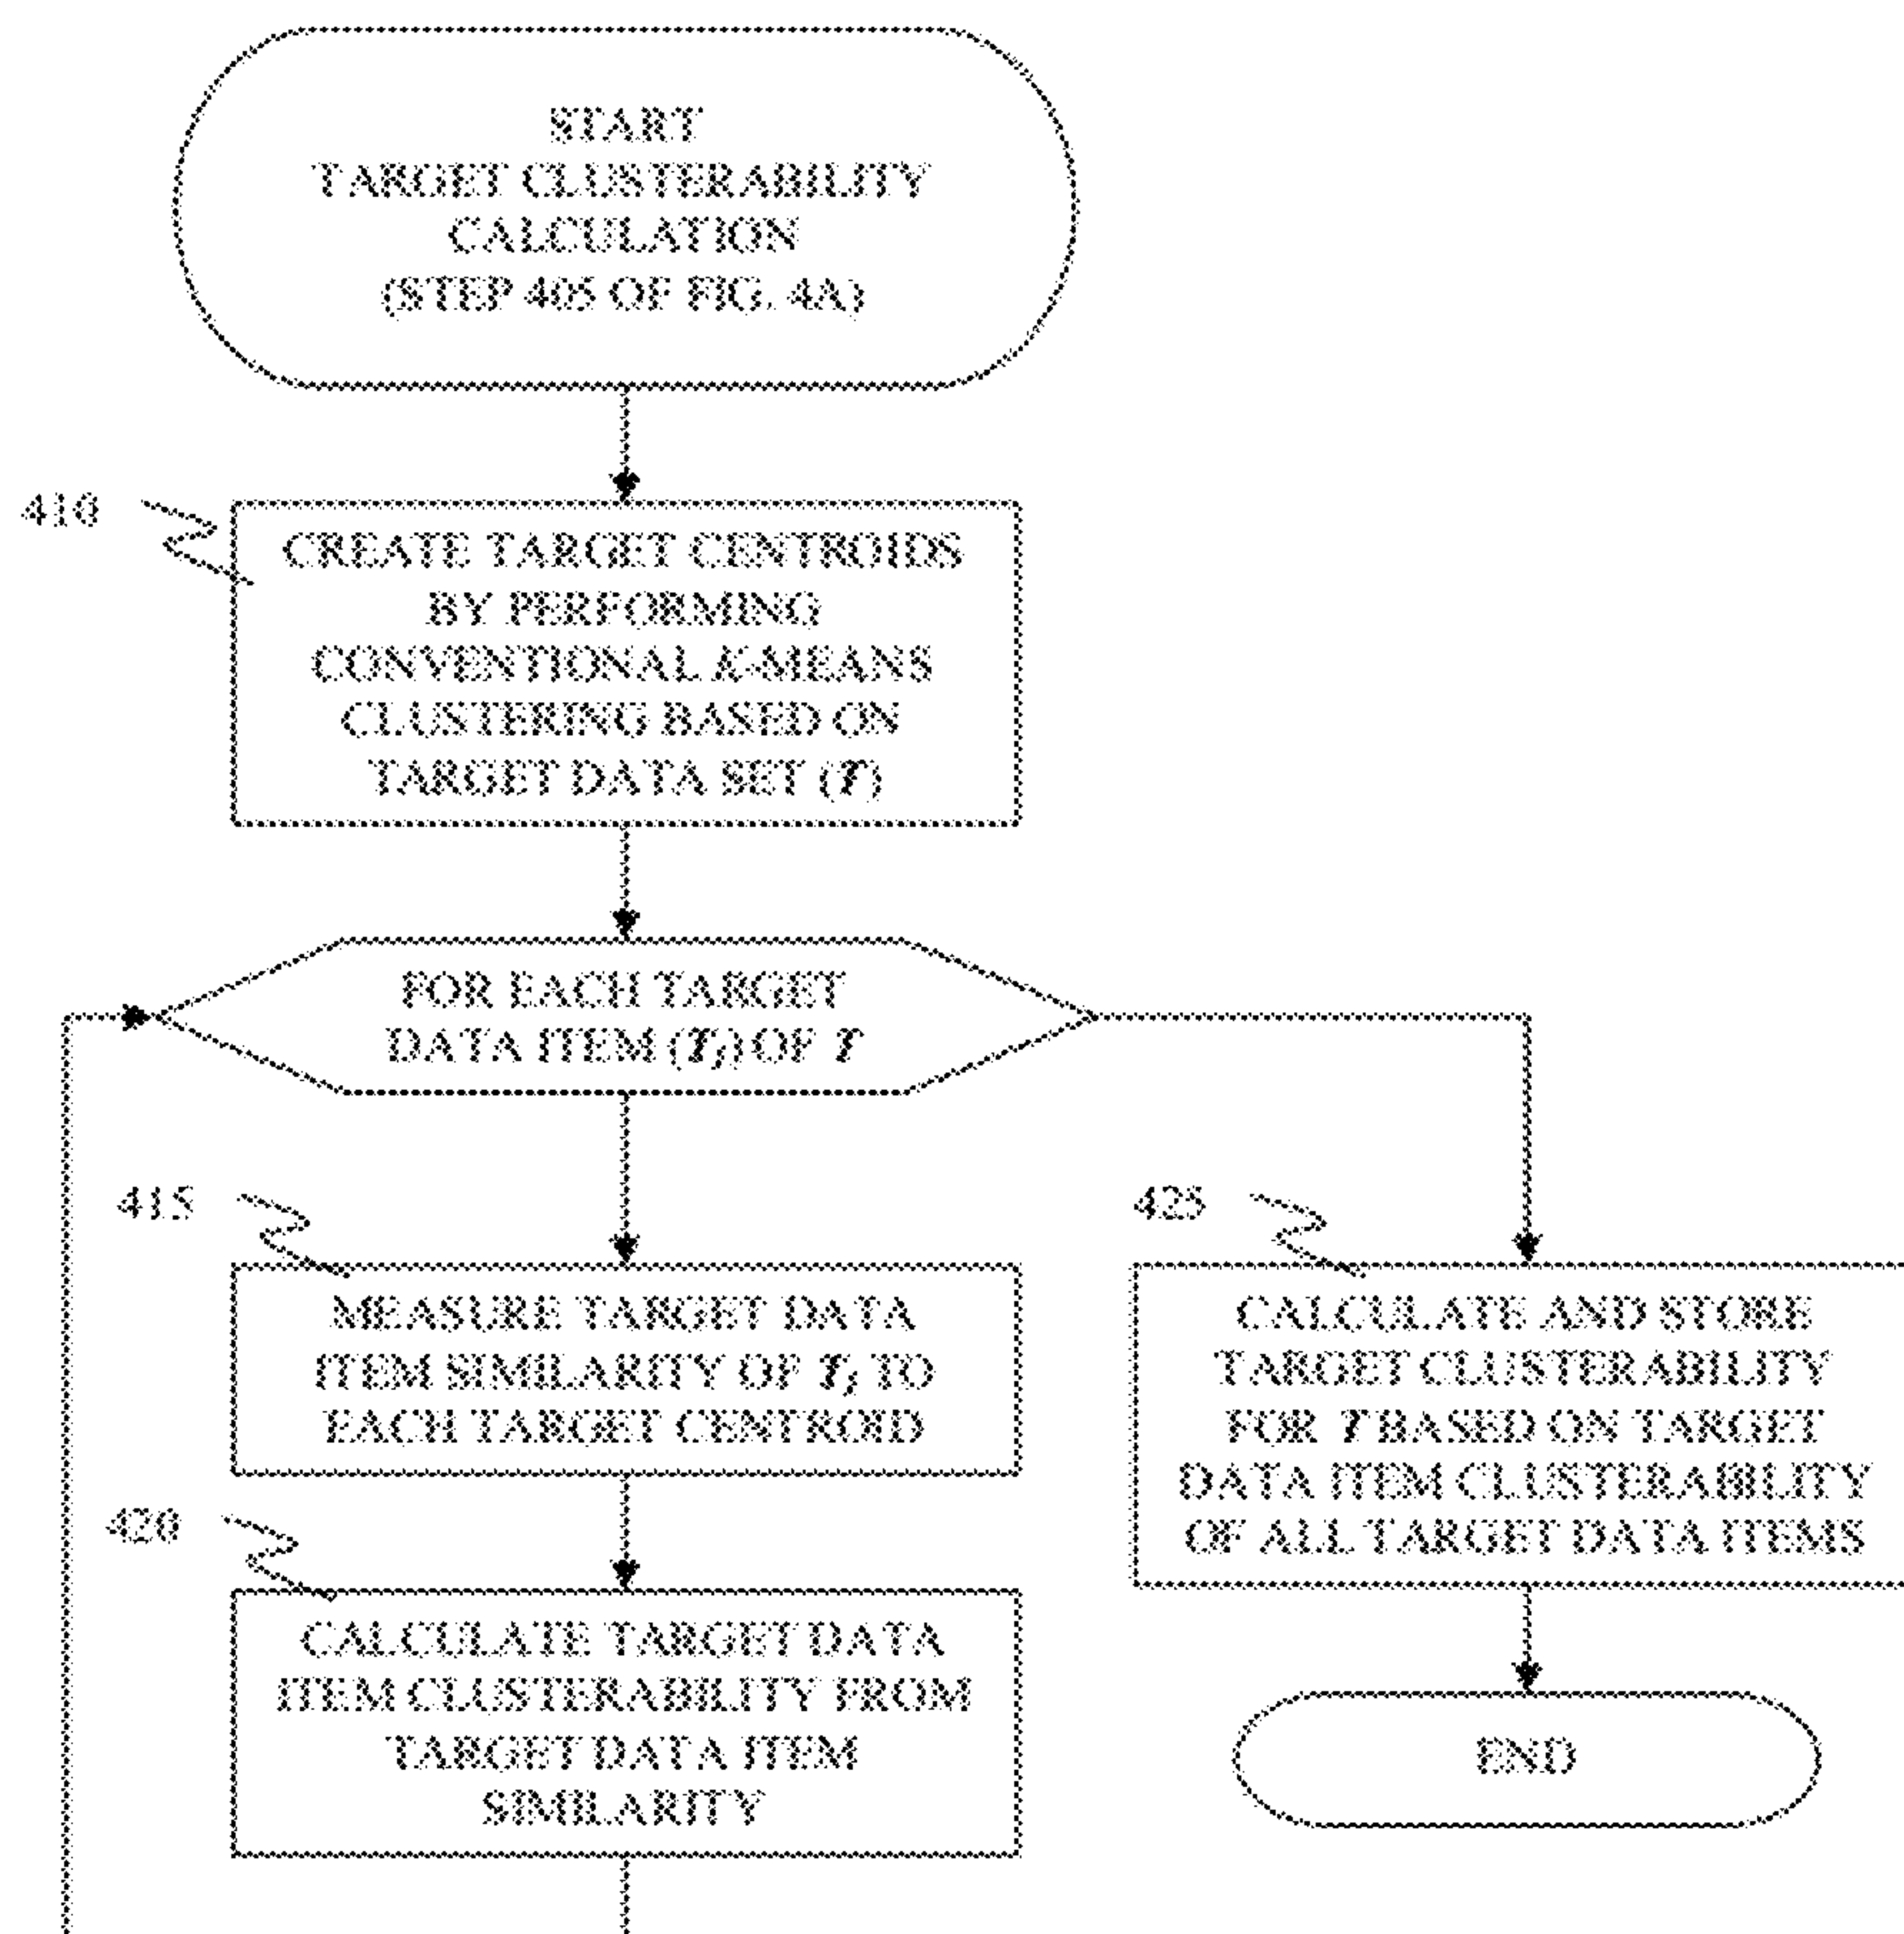 START
TARGET CLUSTERABILITY
CALCULATION
(STEP 405 OF FIG. 4A)
410
CREATE TARGET CENTROIDS
BY PERFORMING
CONVENTIONAL K-MEANS
CLUSTERING BASED ON
TARGET DATA SET (T)
FOR EACH TARGET
DATA ITEM (Tj) OF T
415
MEASURE TARGET DATA
ITEM SIMILARITY OF Tj TO
EACH TARGET CENTROID
420
CALCULATE TARGET DATA
ITEM CLUSTERABILITY FROM
TARGET DATA ITEM
SIMILARITY
425
CALCULATE AND STORE
TARGET CLUSTERABILITY
FOR T BASED ON TARGET
DATA ITEM CLUSTERABILITY
OF ALL TARGET DATA ITEMS
END